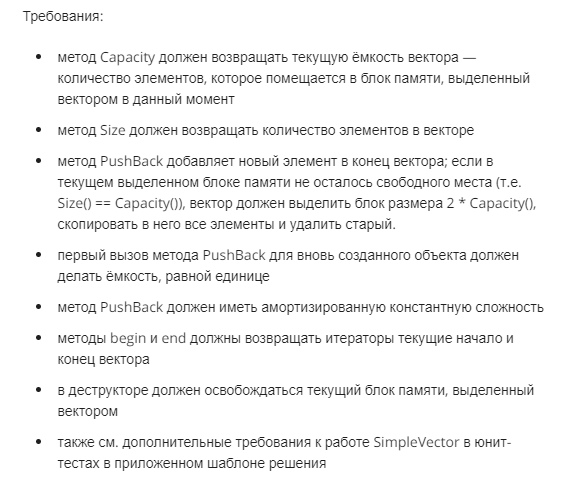 Требования:
• метод Capacity должен возвращать текущую ёмкость вектора —
количество элементов, которое помещается в блок памяти, выделенный
вектором в данный момент
• метод Size должен возвращать количество элементов в векторе
• метод PushBack добавляет новый элемент в конец вектора; если в
текущем выделенном блоке памяти не осталось свободного места (т.е.
Size() == Capacity()), вектор должен выделить блок размера 2 * Capacity(),
скопировать в него все элементы и удалить старый.
• первый вызов метода PushBack для вновь созданного объекта должен
делать ёмкость, равной единице
• метод PushBack должен иметь амортизированную константную сложность
• методы begin и end должны возвращать итераторы текущие начало и
конец вектора
• в деструкторе должен освобождаться текущий блок памяти, выделенный
вектором
• также см. дополнительные требования к работе SimpleVector в юнит-
тестах в приложенном шаблоне решения